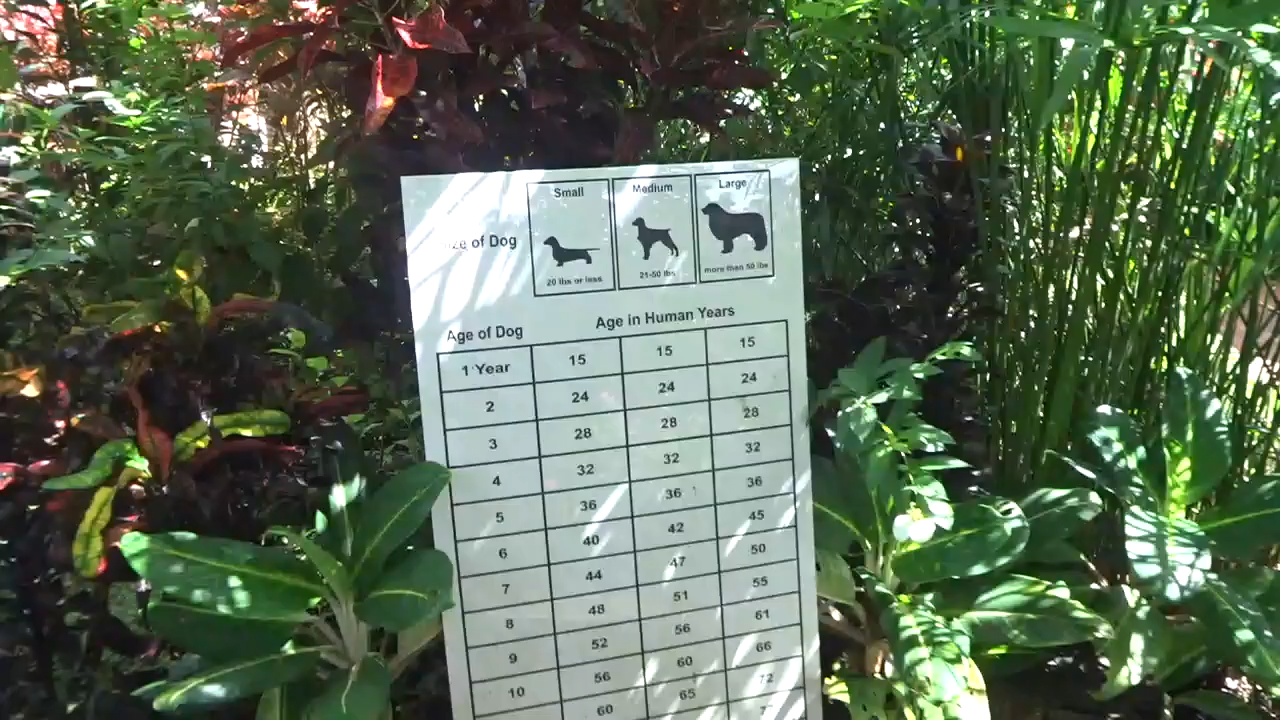 Small Medium Large
of Dog
20 lbs or less 21-50 lbs more than 50 lbs
Age of Dog Age in Human Years
1 Year 15 15 15
2 24 24 24
3 28 28 28
4 32 32 32
5 36 36 36
6 40 42 45
7 44 47 50
8 48 51 55
9 52 56 61
10 56 60 66
60 65 72